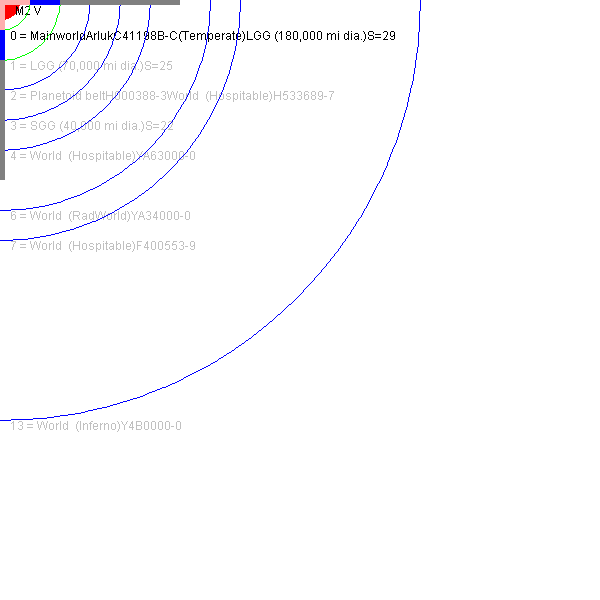 M2 V
0 = MainworldArlukC41198B-C(Temperate)LGG (180,000 mi dia.)S=29
1 = LGG (70,000 mi dia.)S=25
2 = Planetoid beltH000388-3World  (Hospitable)H533689-7
3 = SGG (40,000 mi dia.)S=22
4 = World  (Hospitable)YA63000-0
6 = World  (RadWorld)YA34000-0
7 = World  (Hospitable)F400553-9
13 = World  (Inferno)Y4B0000-0